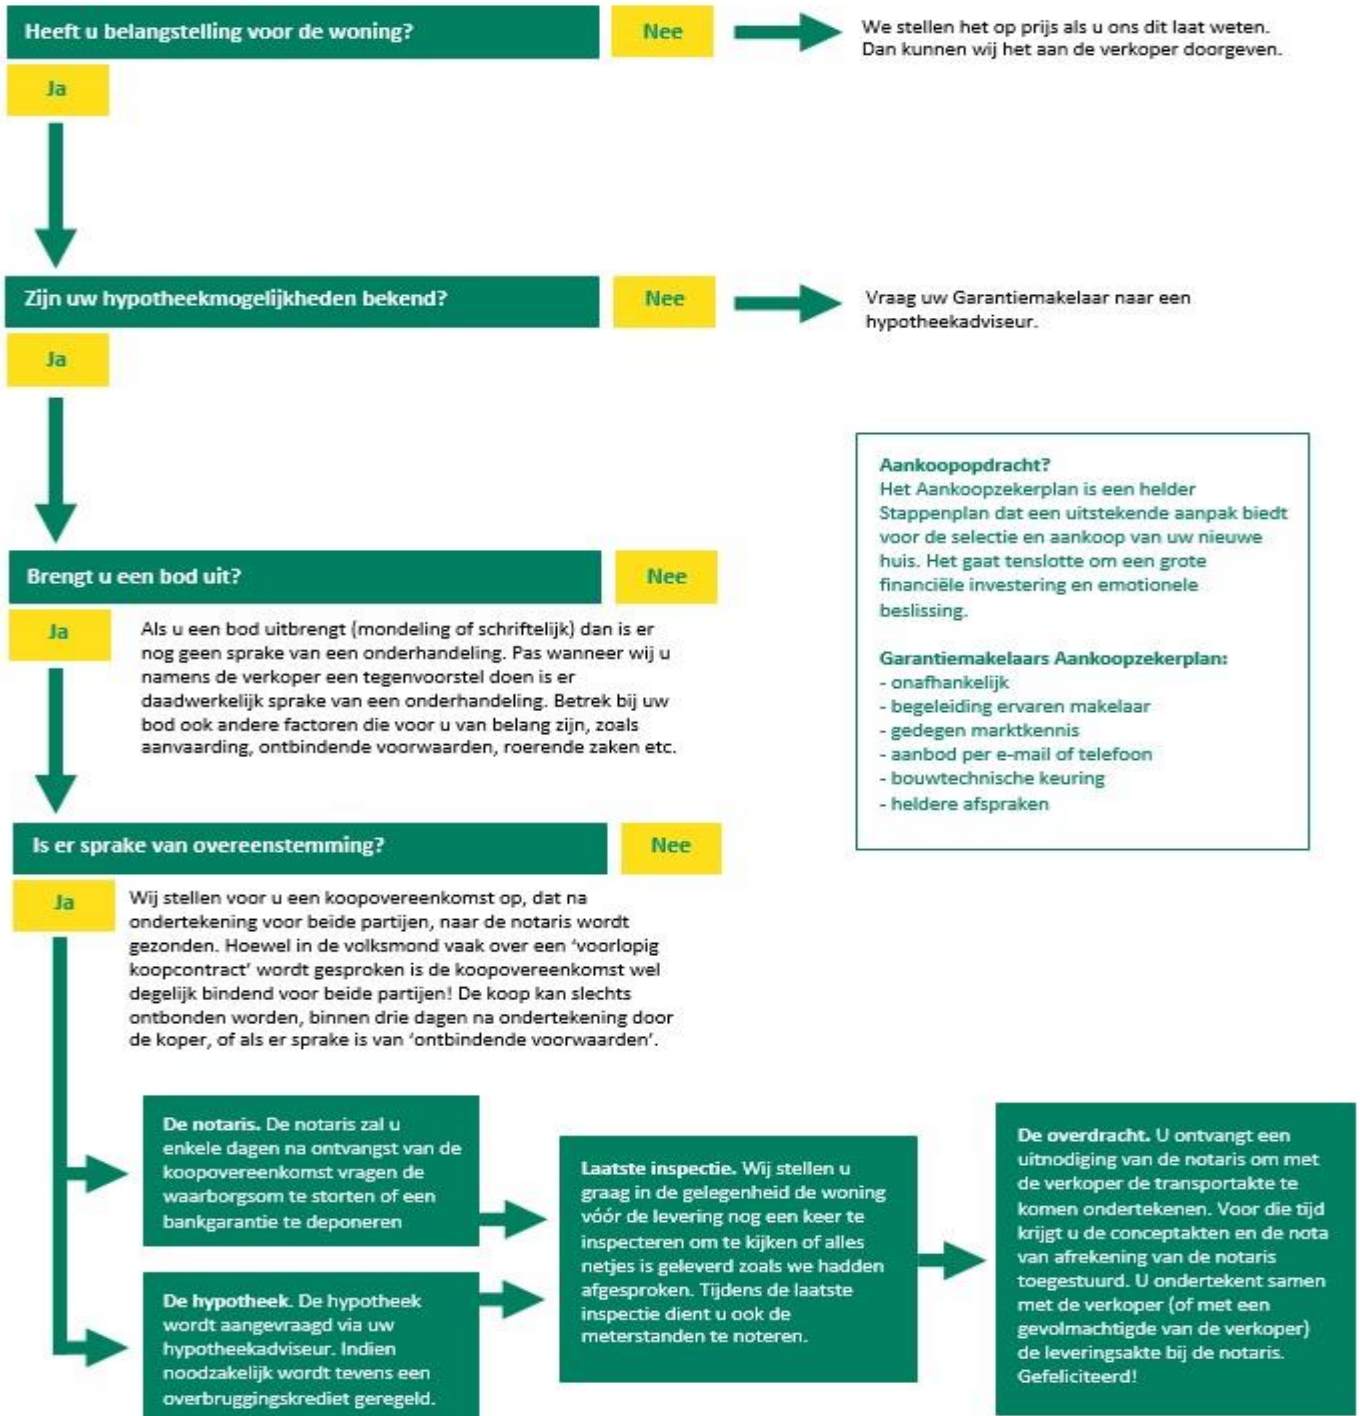 Heeft u belangstelling voor de woning?
Nee
We stellen het op prijs als u ons dit laat weten.
Dan kunnen wij het aan de verkoper doorgeven.
Ja
Zijn uw hypotheekmogelijkheden bekend?
Nee
Vraag uw Garantiemakelaar naar een
hypotheekadviseur.
Ja
Aankoopopdracht?
Het Aankoopzekerplan is een helder
Stappenplan dat een uitstekende aanpak biedt
voor de selectie en aankoop van uw nieuwe
huis. Het gaat tenslotte om een grote
financiële investering en emotionele
beslissing.
Garantiemakelaars Aankoopzekerplan:
- onafhankelijk
- begeleiding ervaren makelaar
- gedegen marktkennis
- aanbod per e-mail of telefoon
- bouwtechnische keuring
- heldere afspraken
Brengt u een bod uit?
Nee
Ja
Als u een bod uitbrengt (mondeling of schriftelijk) dan is er
nog geen sprake van een onderhandeling. Pas wanneer wij u
namens de verkoper een tegenvoorstel doen is er
daadwerkelijk sprake van een onderhandeling. Betrek bij uw
bod ook andere factoren die voor u van belang zijn, zoals
aanvaarding, ontbindende voorwaarden, roerende zaken etc.
Is er sprake van overeenstemming?
Nee
Ja
Wij stellen voor u een koopovereenkomst op, dat na
ondertekening voor beide partijen, naar de notaris wordt
gezonden. Hoewel in de volksmond vaak over een ‘voorlopig
koopcontract’ wordt gesproken is de koopovereenkomst wel
degelijk bindend voor beide partijen! De koop kan slechts
ontbonden worden, binnen drie dagen na ondertekening door
de koper, of als er sprake is van ‘ontbindende voorwaarden’.
De notaris. De notaris zal u
enkele dagen na ontvangst van de
koopovereenkomst vragen de
waarborgsom te storten of een
bankgarantie te deponeren
De hypotheek. De hypotheek
wordt aangevraagd via uw
hypotheekadviseur. Indien
noodzakelijk wordt tevens een
overbruggingskrediet geregeld.
Laatste inspectie. Wij stellen u
graag in de gelegenheid de woning
vóór de levering nog een keer te
inspecteren om te kijken of alles
netjes is geleverd zoals we hadden
afgesproken. Tijdens de laatste
inspectie dient u ook de
meterstanden te noteren.
De overdracht. U ontvangt een
uitnodiging van de notaris om met
de verkoper de transportakte te
komen ondertekenen. Voor die tijd
krijgt u de conceptakten en de nota
van afrekening van de notaris
toegestuurd. U ondertekent samen
met de verkoper (of met een
gevolmachtigde van de verkoper)
de leveringsakte bij de notaris.
Gefeliciteerd!